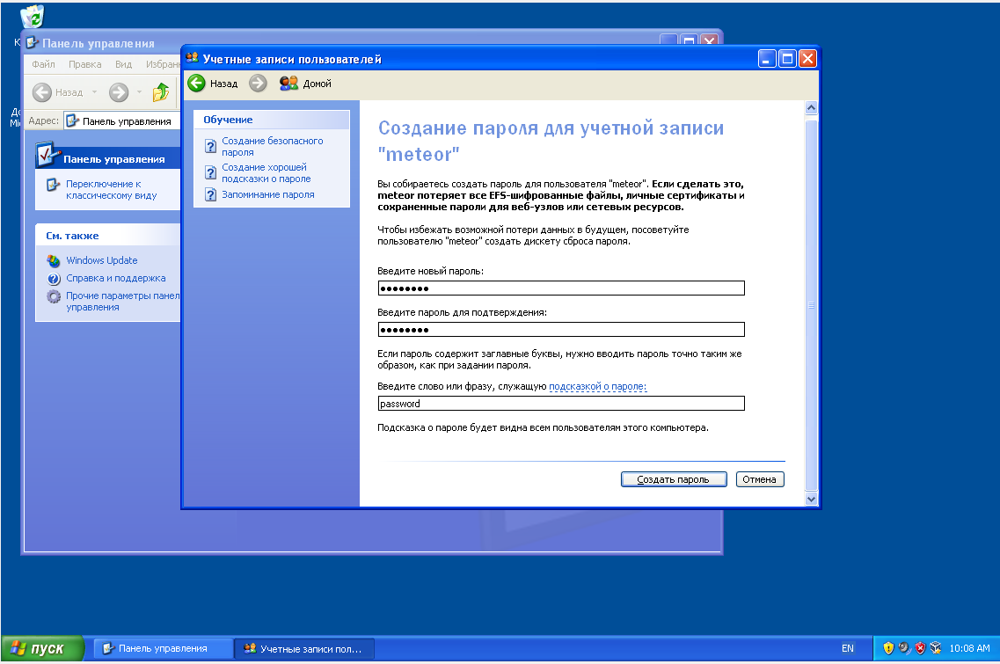 Панель управления
Файл Правка Вид
Назад
Адрес: Панель управления
Панель управления
Переключение к
классическому виду
См. также
Windows Update
Справка и поддержка
Прочие параметры
управления
Учетные записи пользователей
Назад Домой
Обучение
Создание безопасного
пароля
Создание хорошей
подсказки о пароле
Запоминание пароля
Создание пароля для учетной записи
"meteor"
Вы собираетесь создать пароль для пользователя "meteor". Если сделать это,
meteor потеряет все EFS-шифрованные файлы, личные сертификаты и
сохраненные пароли для веб-узлов или сетевых ресурсов.
Чтобы избежать возможной потери данных в будущем, посоветуйте
пользователю "meteor" создать дискету сброса пароля.
Введите новый пароль:
●●●●●●●●
Введите пароль для подтверждения:
●●●●●●●●
Если пароль содержит заглавные буквы, нужно вводить пароль точно таким же
образом, как при задании пароля.
Введите слово или фразу, служащую подсказкой о пароле:
password
Подсказка о пароле будет видна всем пользователям этого компьютера.
Создать пароль Отмена
пуск Панель управления Учетные записи пол... EN 10:08 AM